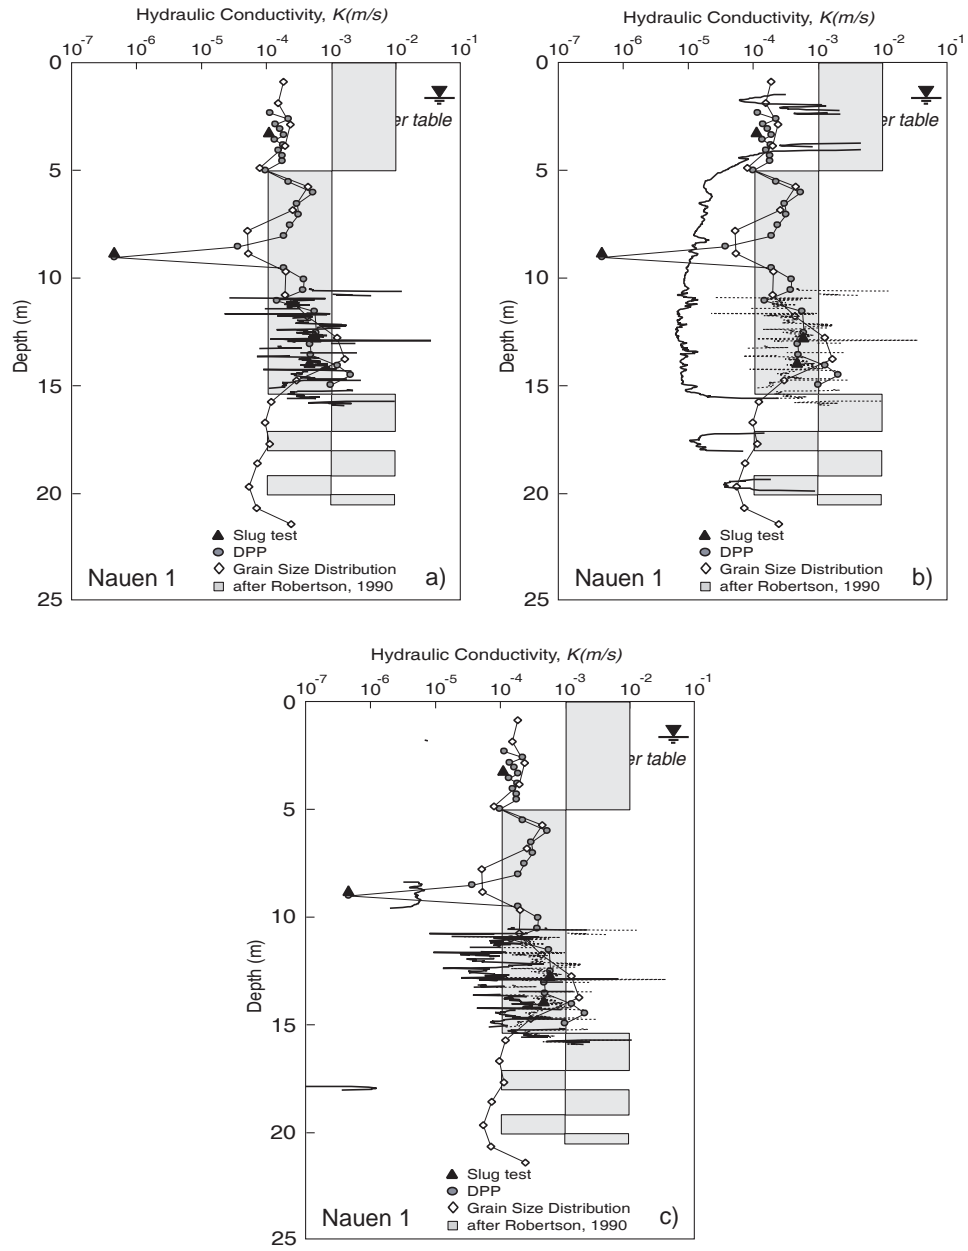 Hydraulic Conductivity, K(m/s)
10-7 10-6 10-5 10-4 10-3 10-2 10-1
0
er table
5
10
Depth (m)
15
20
Slug test
DPP
Grain Size Distribution
after Robertson, 1990
Nauen 1
a)
25
Hydraulic Conductivity, K(m/s)
10-7 10-6 10-5 10-4 10-3 10-2 10-1
0
er table
5
10
Depth (m)
15
20
Slug test
DPP
Grain Size Distribution
after Robertson, 1990
Nauen 1
b)
25
Hydraulic Conductivity, K(m/s)
10-7 10-6 10-5 10-4 10-3 10-2 10-1
0
er table
5
10
Depth (m)
15
20
Slug test
DPP
Grain Size Distribution
after Robertson, 1990
Nauen 1
c)
25